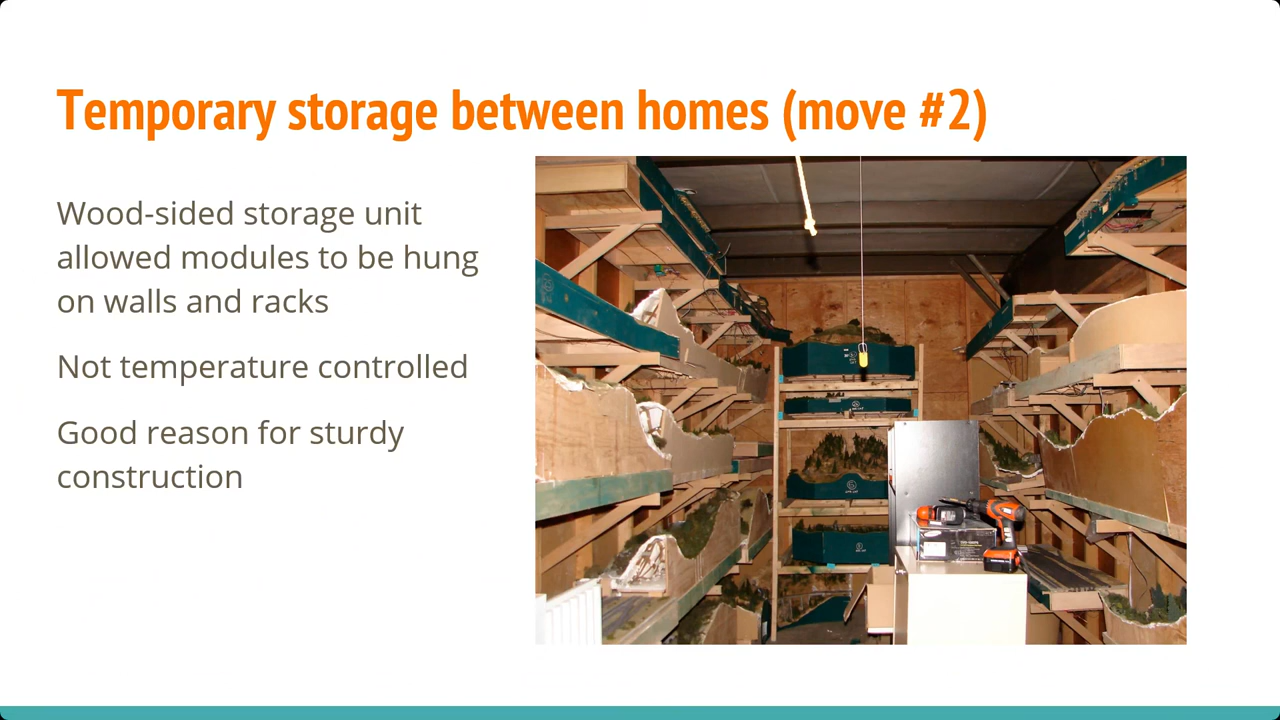 Temporary storage between homes (move #2)
Wood-sided storage unit
allowed modules to be hung
on walls and racks
Not temperature controlled
Good reason for sturdy
construction